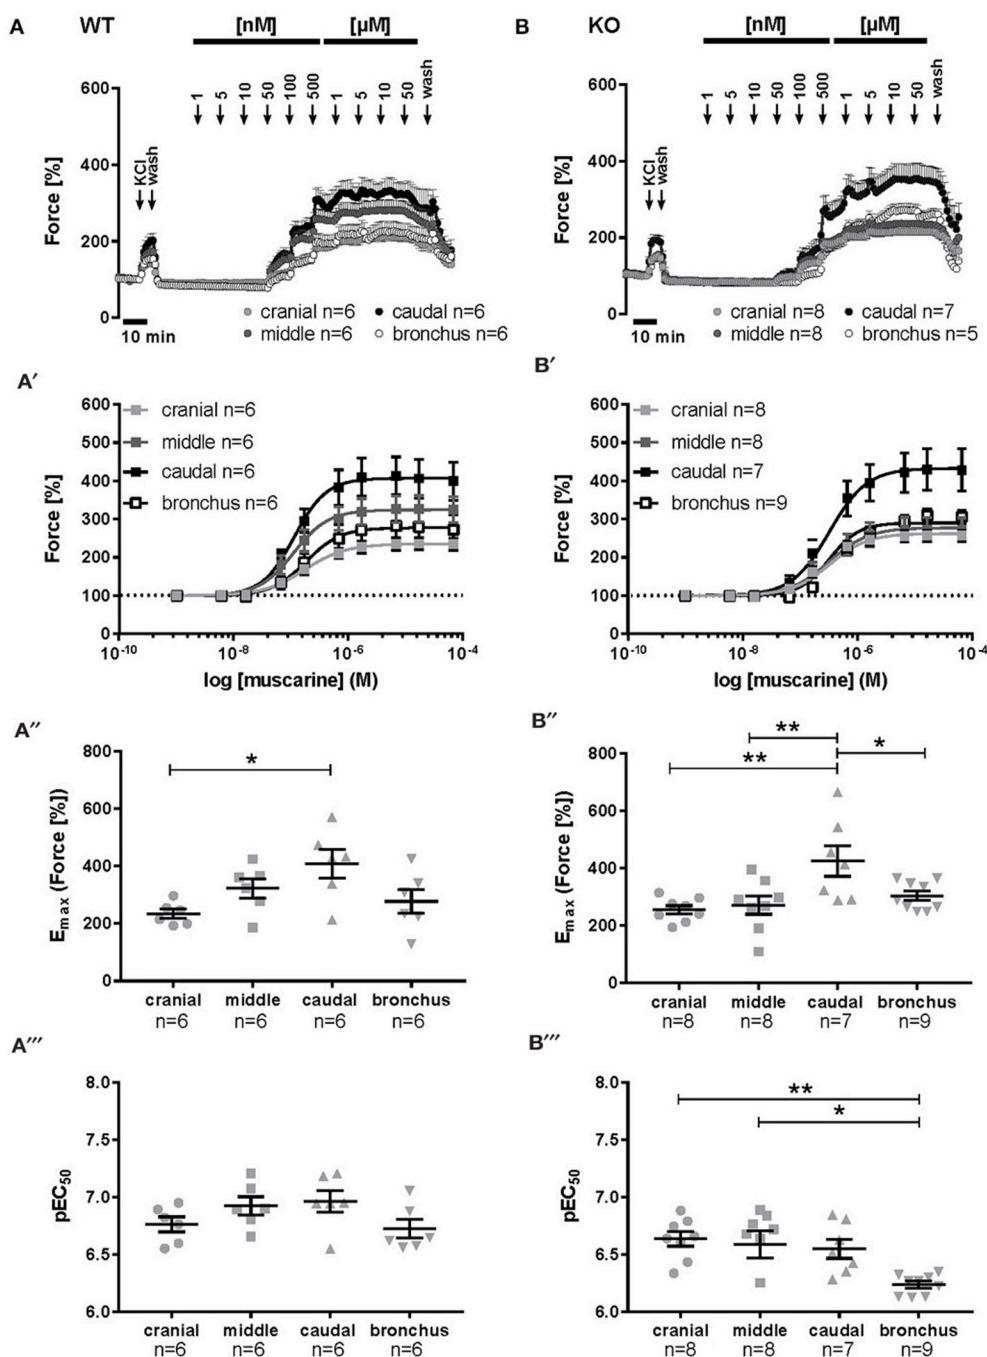 A WT [nM] [µM]
1 5 10 50 100 500 1 5 10 50 wash
600
400
200
0
Force [%]
KCl wash
cranial n=6 caudal n=6
middle n=6 bronchus n=6
10 min
B KO [nM] [µM]
1 5 10 50 100 500 1 5 10 50 wash
600
400
200
0
Force [%]
KCl wash
cranial n=8 caudal n=7
middle n=8 bronchus n=5
10 min
A′
600
500
400
300
200
100
0
Force [%]
cranial n=6
middle n=6
caudal n=6
bronchus n=6
10-10 10-8 10-6 10-4
log [muscarine] (M)
B′
600
500
400
300
200
100
0
Force [%]
cranial n=8
middle n=8
caudal n=7
bronchus n=9
10-10 10-8 10-6 10-4
log [muscarine] (M)
A″
800
600
400
200
0
Emax (Force [%])
*
cranial middle caudal bronchus
n=6 n=6 n=6 n=6
B″
800
600
400
200
0
Emax (Force [%])
**
**
*
cranial middle caudal bronchus
n=8 n=8 n=7 n=9
A‴
8.0
7.5
7.0
6.5
6.0
pEC50
cranial middle caudal bronchus
n=6 n=6 n=6 n=6
B‴
8.0
7.5
7.0
6.5
6.0
pEC50
**
*
cranial middle caudal bronchus
n=8 n=8 n=7 n=9